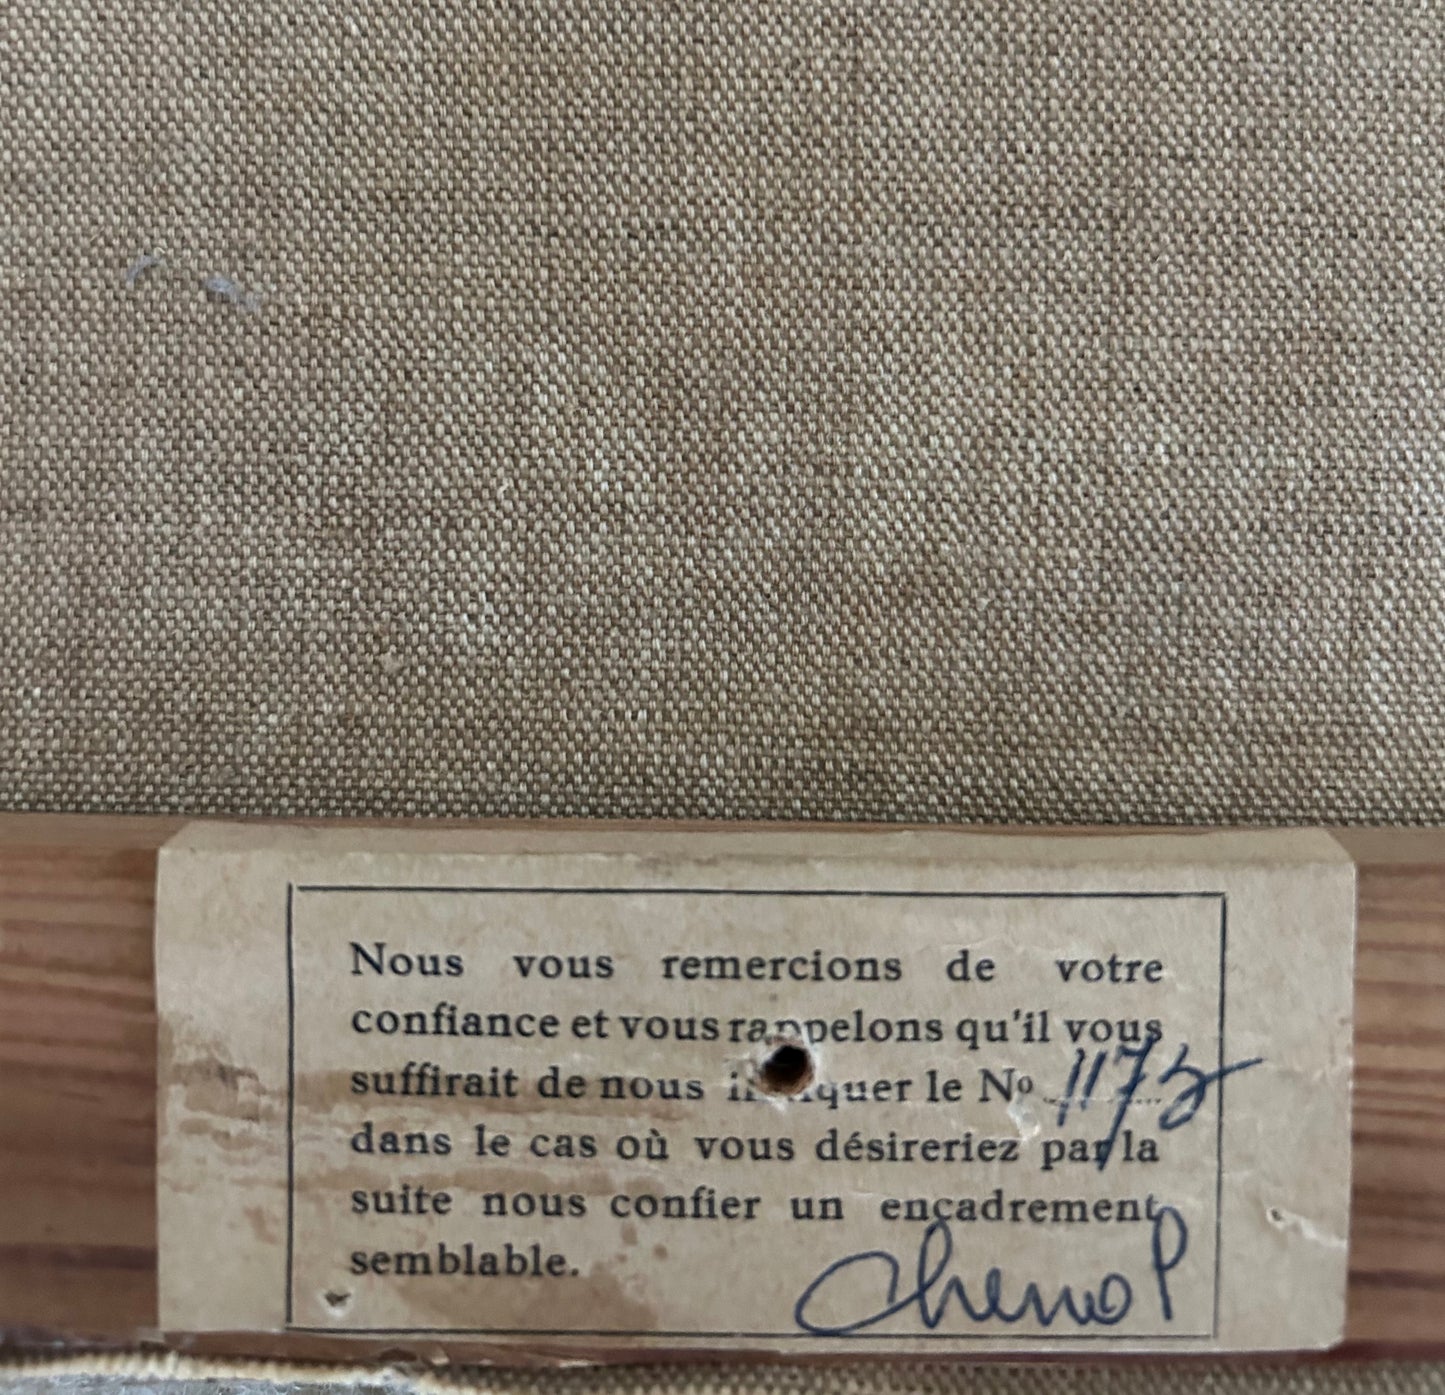 Nous vous remercions de votre
confiance et vous rappelons qu'il vous
suffirait de nous indiquer le Nº 1175
dans le cas où vous désireriez par la
suite nous confier un encadrement
semblable.